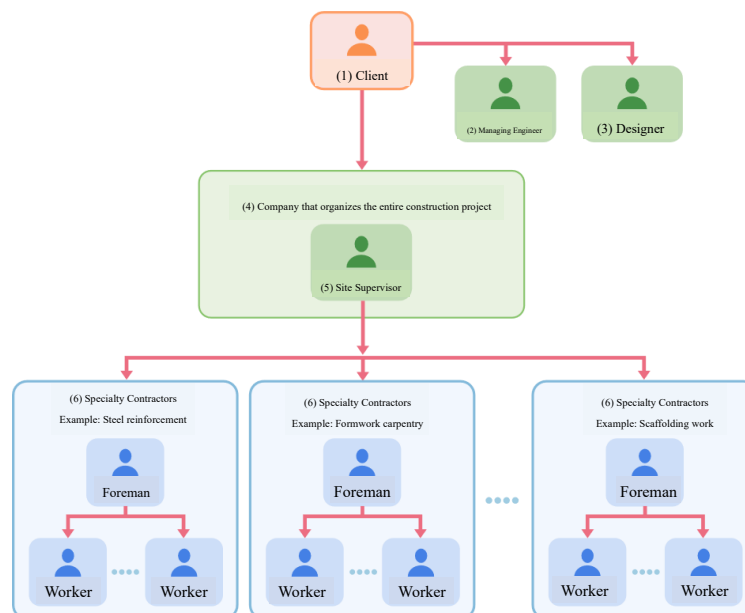 (1) Client
(2) Managing Engineer
(3) Designer
(4) Company that organizes the entire construction project
(5) Site Supervisor
(6) Specialty Contractors
Example: Steel reinforcement
Foreman
Worker
Worker
(6) Specialty Contractors
Example: Formwork carpentry
Foreman
Worker
Worker
(6) Specialty Contractors
Example: Scaffolding work
Foreman
Worker
Worker